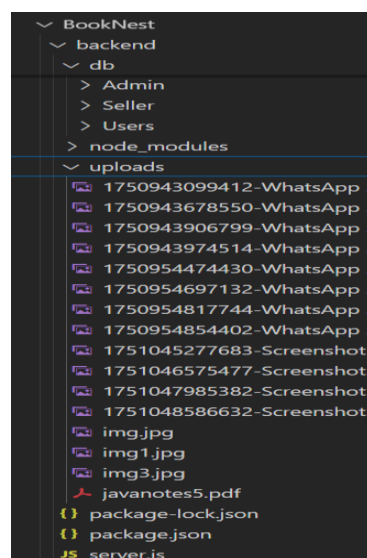 BookNest
backend
db
Admin
Seller
Users
node_modules
uploads
1750943099412-WhatsApp
1750943678550-WhatsApp
1750943906799-WhatsApp
1750943974514-WhatsApp
1750954474430-WhatsApp
1750954697132-WhatsApp
1750954817744-WhatsApp
1750954854402-WhatsApp
1751045277683-Screenshot
1751046575477-Screenshot
1751047985382-Screenshot
1751048586632-Screenshot
img.jpg
img1.jpg
img3.jpg
javanotes5.pdf
{} package-lock.json
{} package.json
JS server.js